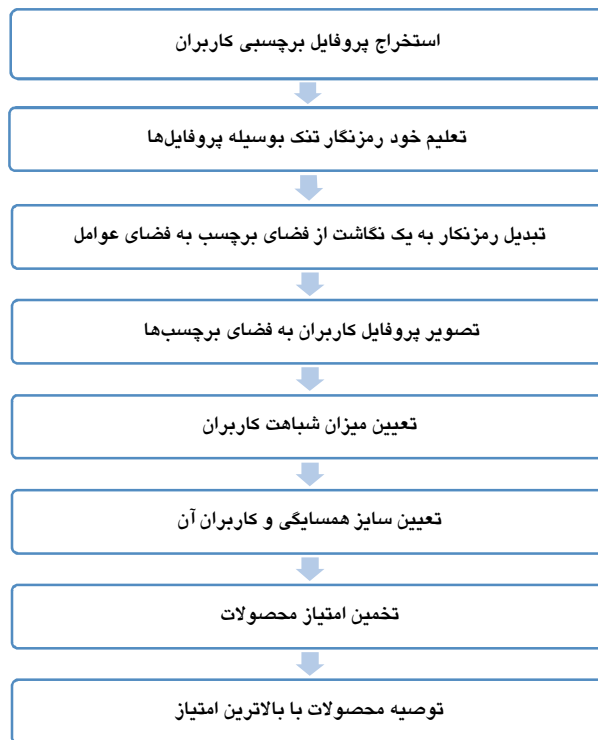 استخراج پروفایل برچسبی کاربران
تعلیم خود رمزنگار تنک بوسیله پروفایل‌ها
تبدیل رمزنکار به یک نگاشت از فضای برچسب به فضای عوامل
تصویر پروفایل کاربران به فضای برچسب‌ها
تعیین میزان شباهت کاربران
تعیین سایز همسایگی و کاربران آن
تخمین امتیاز محصولات
توصیه محصولات با بالاترین امتیاز